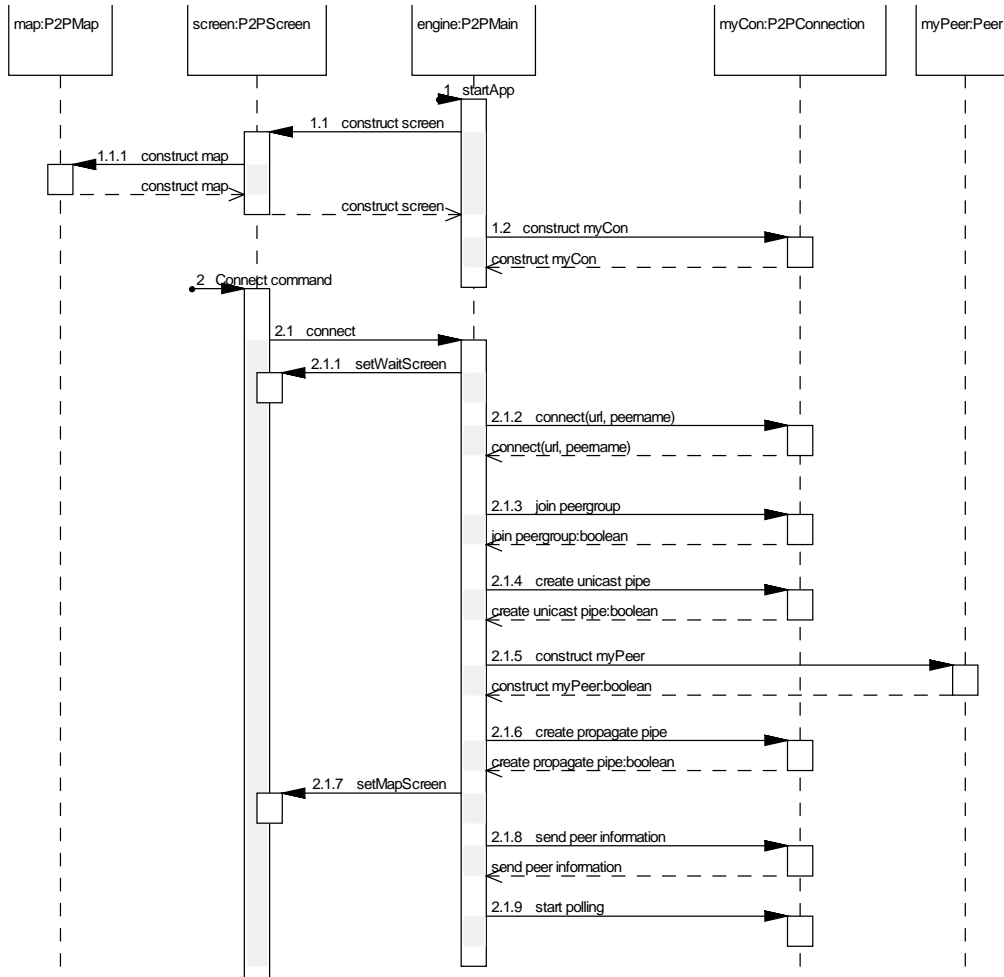 map:P2PMap
screen:P2PScreen
engine:P2PMain
myCon:P2PConnection
myPeer:Peer
1 startApp
1.1 construct screen
1.1.1 construct map
construct map
construct screen
1.2 construct myCon
construct myCon
2 Connect command
2.1 connect
2.1.1 setWaitScreen
2.1.2 connect(url, peername)
connect(url, peername)
2.1.3 join peergroup
join peergroup:boolean
2.1.4 create unicast pipe
create unicast pipe:boolean
2.1.5 construct myPeer
construct myPeer:boolean
2.1.6 create propagate pipe
create propagate pipe:boolean
2.1.7 setMapScreen
2.1.8 send peer information
send peer information
2.1.9 start polling